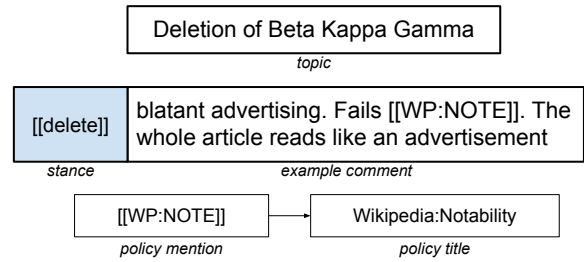 Deletion of Beta Kappa Gamma
topic
[[delete]]
blatant advertising. Fails [[WP:NOTE]]. The
whole article reads like an advertisement
stance
example comment
[[WP:NOTE]]
Wikipedia:Notability
policy mention
policy title